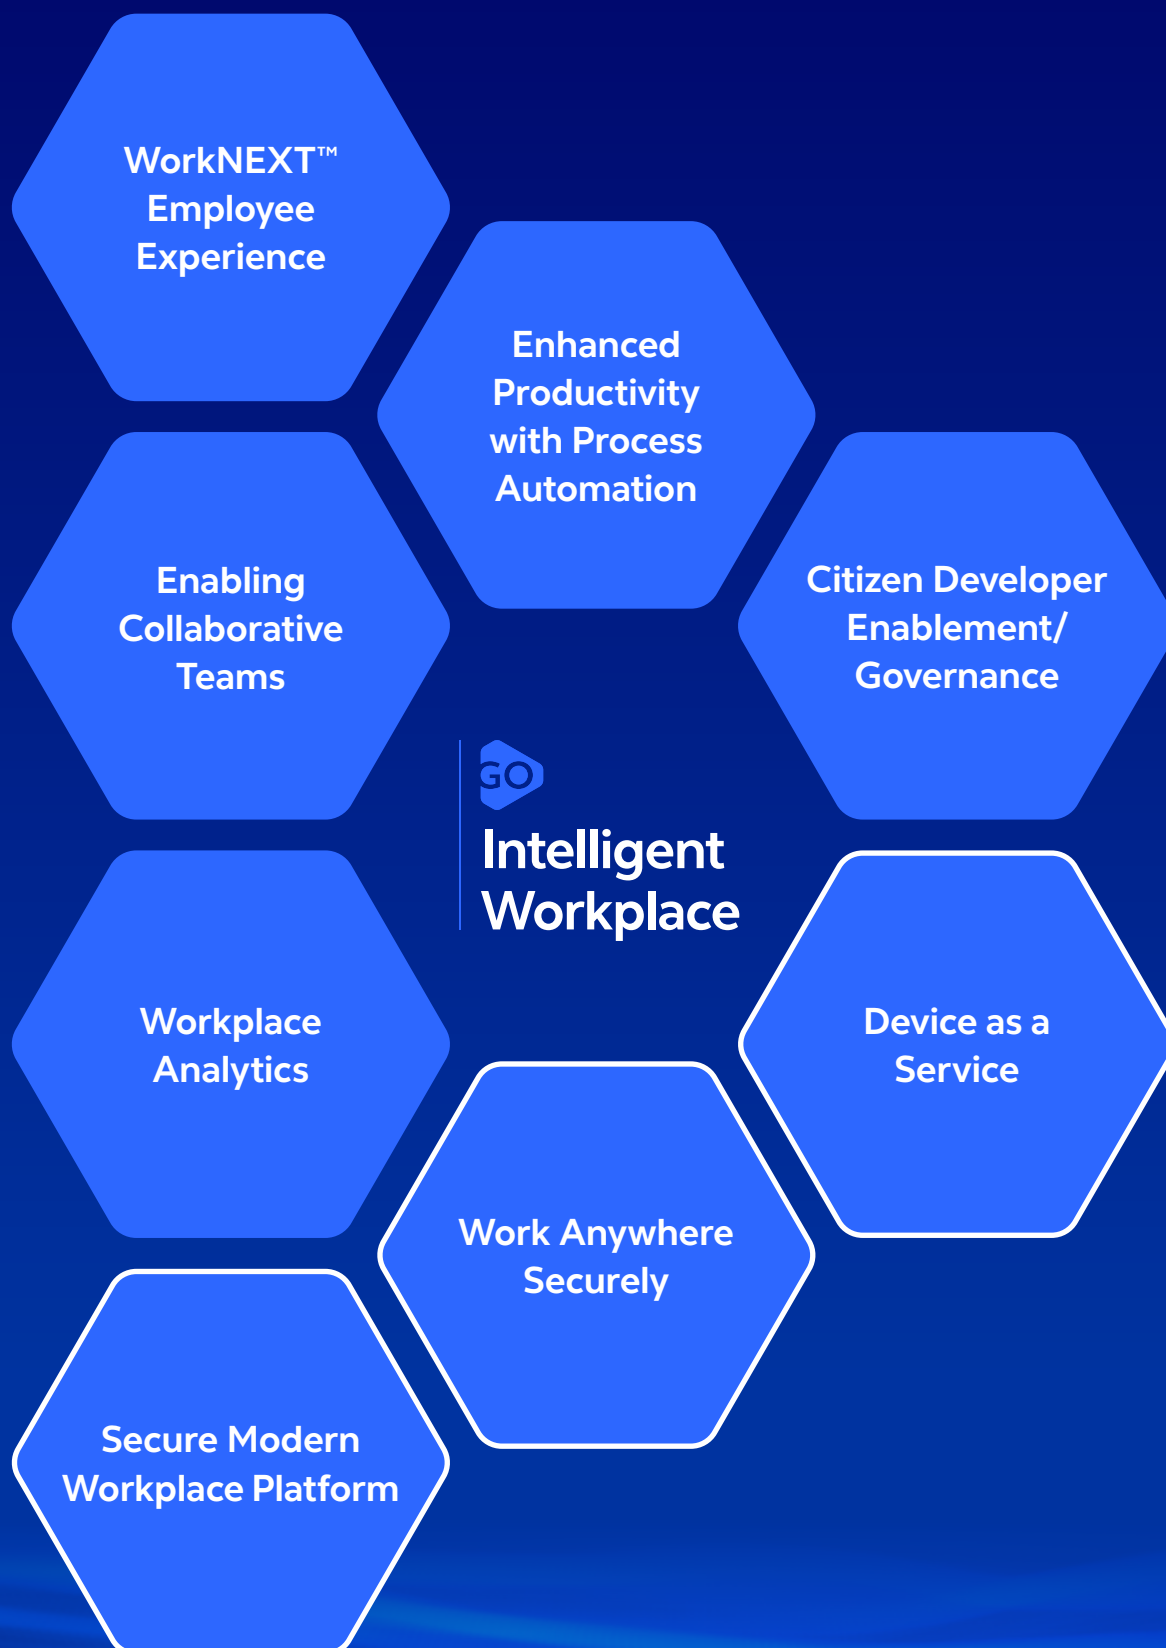 WorkNEXT™
Employee
Experience
Enhanced
Productivity
with Process
Automation
Enabling
Collaborative
Teams
Citizen Developer
Enablement/
Governance
GO
Intelligent
Workplace
Workplace
Analytics
Device as a
Service
Work Anywhere
Securely
Secure Modern
Workplace Platform